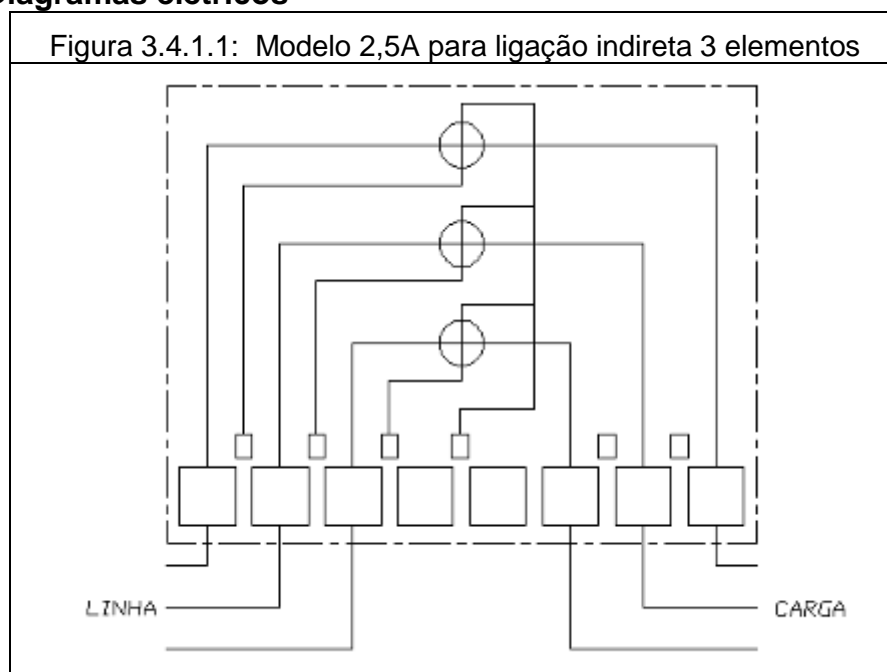 Diagramas elétricos
Figura 3.4.1.1: Modelo 2,5A para ligação indireta 3 elementos
LINHA
CARGA